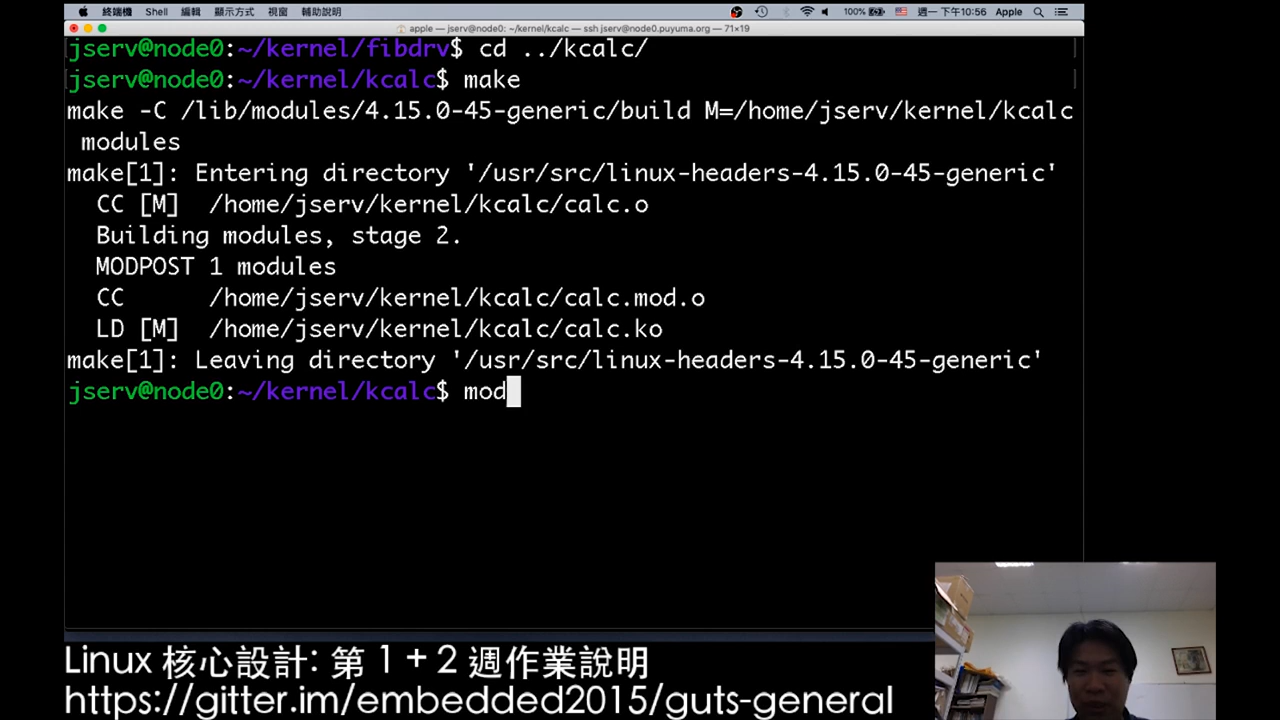 終端機 Shell 編輯 顯示方式 視窗 輔助說明 100% 週一 下午10:56 Apple
apple — jserv@node0: ~/kernel/kcalc — ssh jserv@node0.puyuma.org — 71×19
jserv@node0:~/kernel/fibdrv$ cd ../kcalc/
jserv@node0:~/kernel/kcalc$ make
make -C /lib/modules/4.15.0-45-generic/build M=/home/jserv/kernel/kcalc
modules
make[1]: Entering directory '/usr/src/linux-headers-4.15.0-45-generic'
CC [M] /home/jserv/kernel/kcalc/calc.o
Building modules, stage 2.
MODPOST 1 modules
CC /home/jserv/kernel/kcalc/calc.mod.o
LD [M] /home/jserv/kernel/kcalc/calc.ko
make[1]: Leaving directory '/usr/src/linux-headers-4.15.0-45-generic'
jserv@node0:~/kernel/kcalc$ mod
Linux 核心設計: 第 1 + 2 週作業說明
https://gitter.im/embedded2015/guts-general